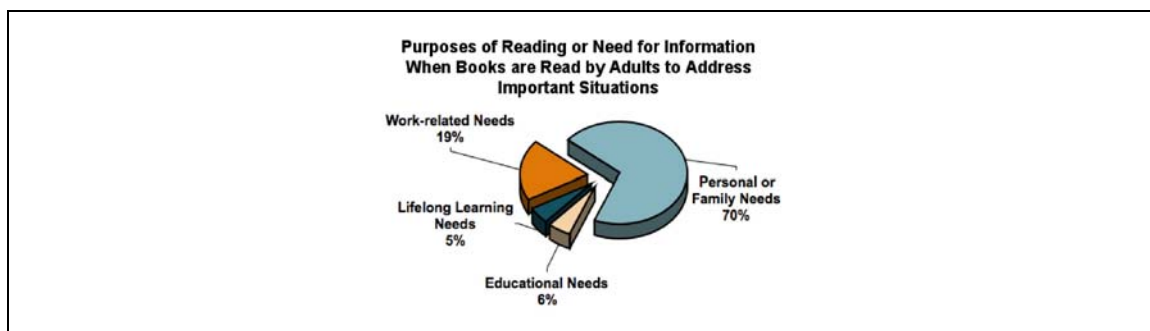 Purposes of Reading or Need for Information
When Books are Read by Adults to Address
Important Situations
Work-related Needs
19%
Personal or
Family Needs
70%
Lifelong Learning
Needs
5%
Educational Needs
6%